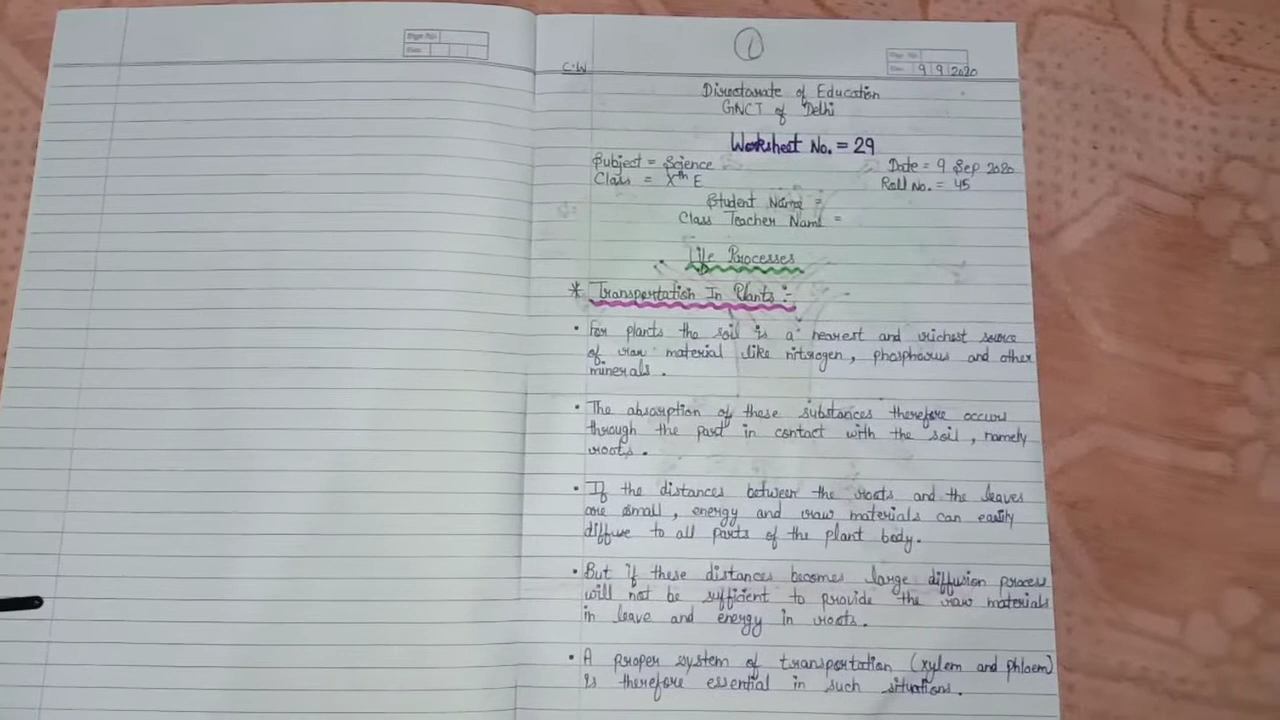 Page No.
Date
1
C.W
Page No.
Date 9 9 2020
Directorate of Education
GNCT of Delhi
Worksheet No. = 29
Subject = Science
Date = 9 Sep 2020
Class = Xth E
Roll No. = 45
Student Name =
Class Teacher Name =
Life Processes
* Transportation In Plants :-
• For plants the soil is a nearest and richest source
of raw material like nitrogen, phosphorus and other
minerals.
• The absorption of these substances therefore occurs
through the part in contact with the soil, namely
roots.
• If the distances between the roots and the leaves
are small, energy and raw materials can easily
diffuse to all parts of the plant body.
• But if these distances becomes large diffusion process
will not be sufficient to provide the raw materials
in leave and energy in roots.
• A proper system of transportation (xylem and phloem)
is therefore essential in such situations.